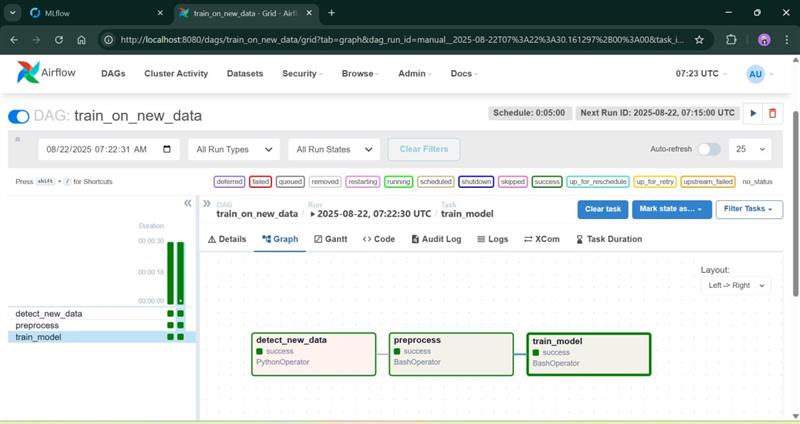 MLflow
train_on_new_data - Grid - Airfl
http://localhost:8080/dags/train_on_new_data/grid?tab=graph&dag_run_id=manual__2025-08-22T07%3A22%3A30.161297%2B00%3A00&task_i...
Airflow DAGs Cluster Activity Datasets Security Browse Admin Docs 07:23 UTC AU
DAG: train_on_new_data Schedule: 0:05:00 Next Run ID: 2025-08-22, 07:15:00 UTC
08/22/2025 07:22:31 AM All Run Types All Run States Clear Filters Auto-refresh 25
Press shift + / for Shortcuts deferred failed queued removed restarting running scheduled shutdown skipped success up_for_reschedule up_for_retry upstream_failed no_status
DAG Run Task
train_on_new_data / 2025-08-22, 07:22:30 UTC / train_model Clear task Mark state as... Filter Tasks
Duration
00:00:36
00:00:18
00:00:00
detect_new_data
preprocess
train_model
Details Graph Gantt Code Audit Log Logs XCom Task Duration
Layout:
Left -> Right
detect_new_data
success
PythonOperator
preprocess
success
BashOperator
train_model
success
BashOperator